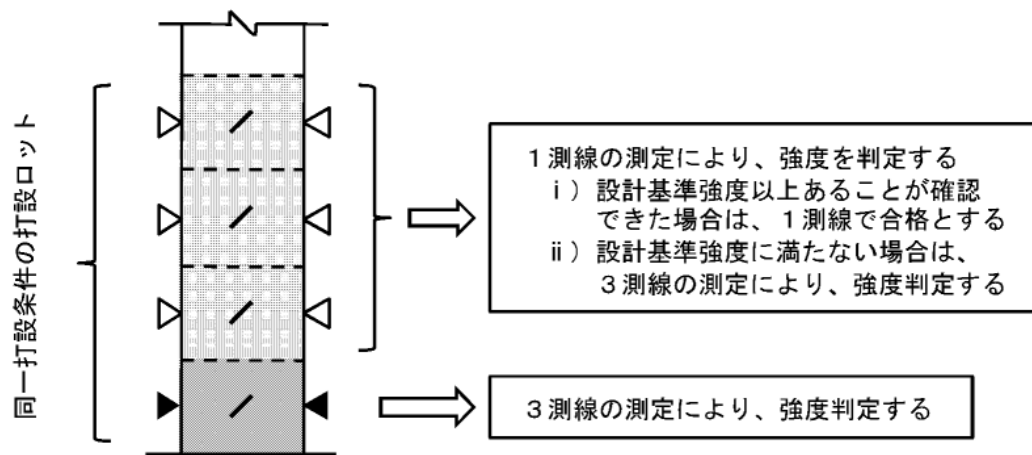 同一打設条件の打設ロット
1測線の測定により、強度を判定する
ⅰ）設計基準強度以上あることが確認
できた場合は、1測線で合格とする
ⅱ）設計基準強度に満たない場合は、
3測線の測定により、強度判定する
3測線の測定により、強度判定する